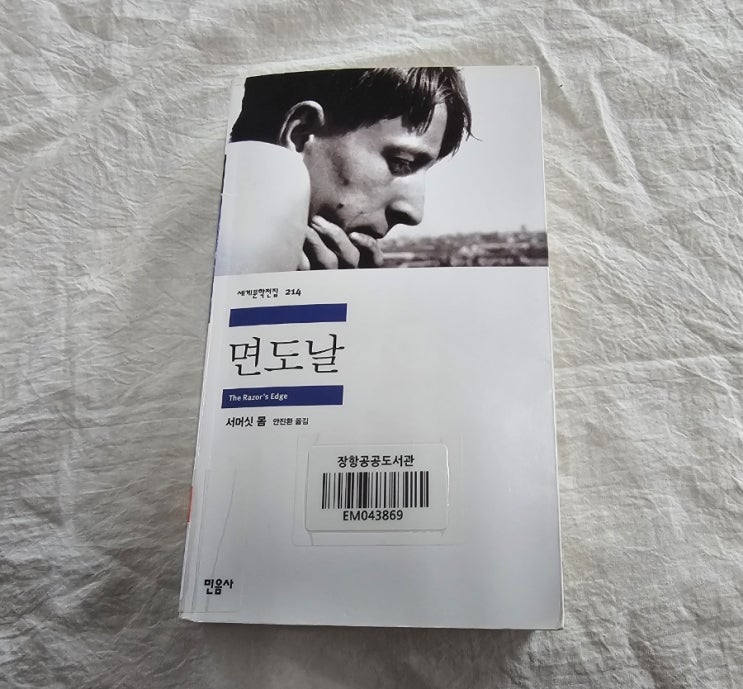 세계문학전집 214
면도날
The Razor's Edge
서머싯 몸 안진환 옮김
장항공공도서관
EM043869
민음사